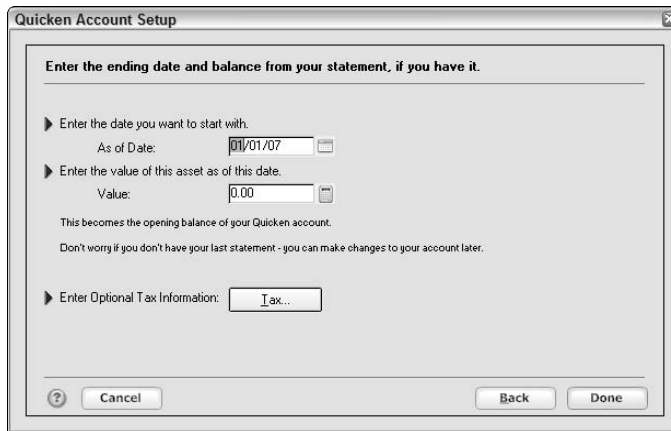 Quicken Account Setup
Enter the ending date and balance from your statement, if you have it.
Enter the date you want to start with.
As of Date: 01/01/07
Enter the value of this asset as of this date.
Value: 0.00
This becomes the opening balance of your Quicken account.
Don't worry if you don't have your last statement - you can make changes to your account later.
Enter Optional Tax Information: Tax...
? Cancel Back Done